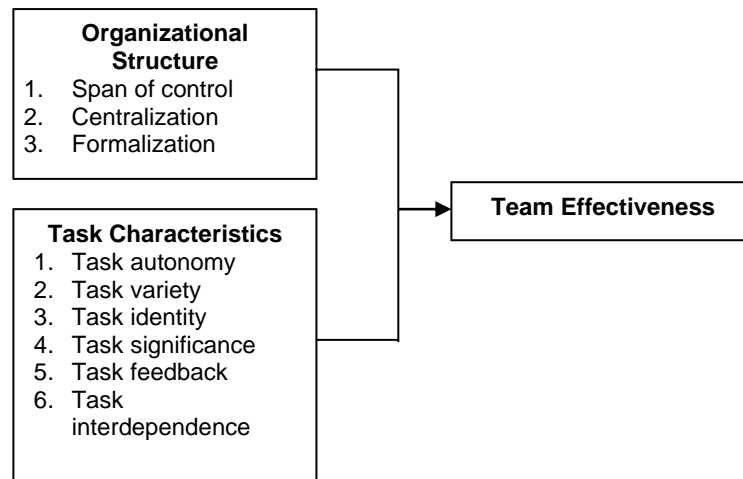 Organizational
Structure
1. Span of control
2. Centralization
3. Formalization
Team Effectiveness
Task Characteristics
1. Task autonomy
2. Task variety
3. Task identity
4. Task significance
5. Task feedback
6. Task
interdependence